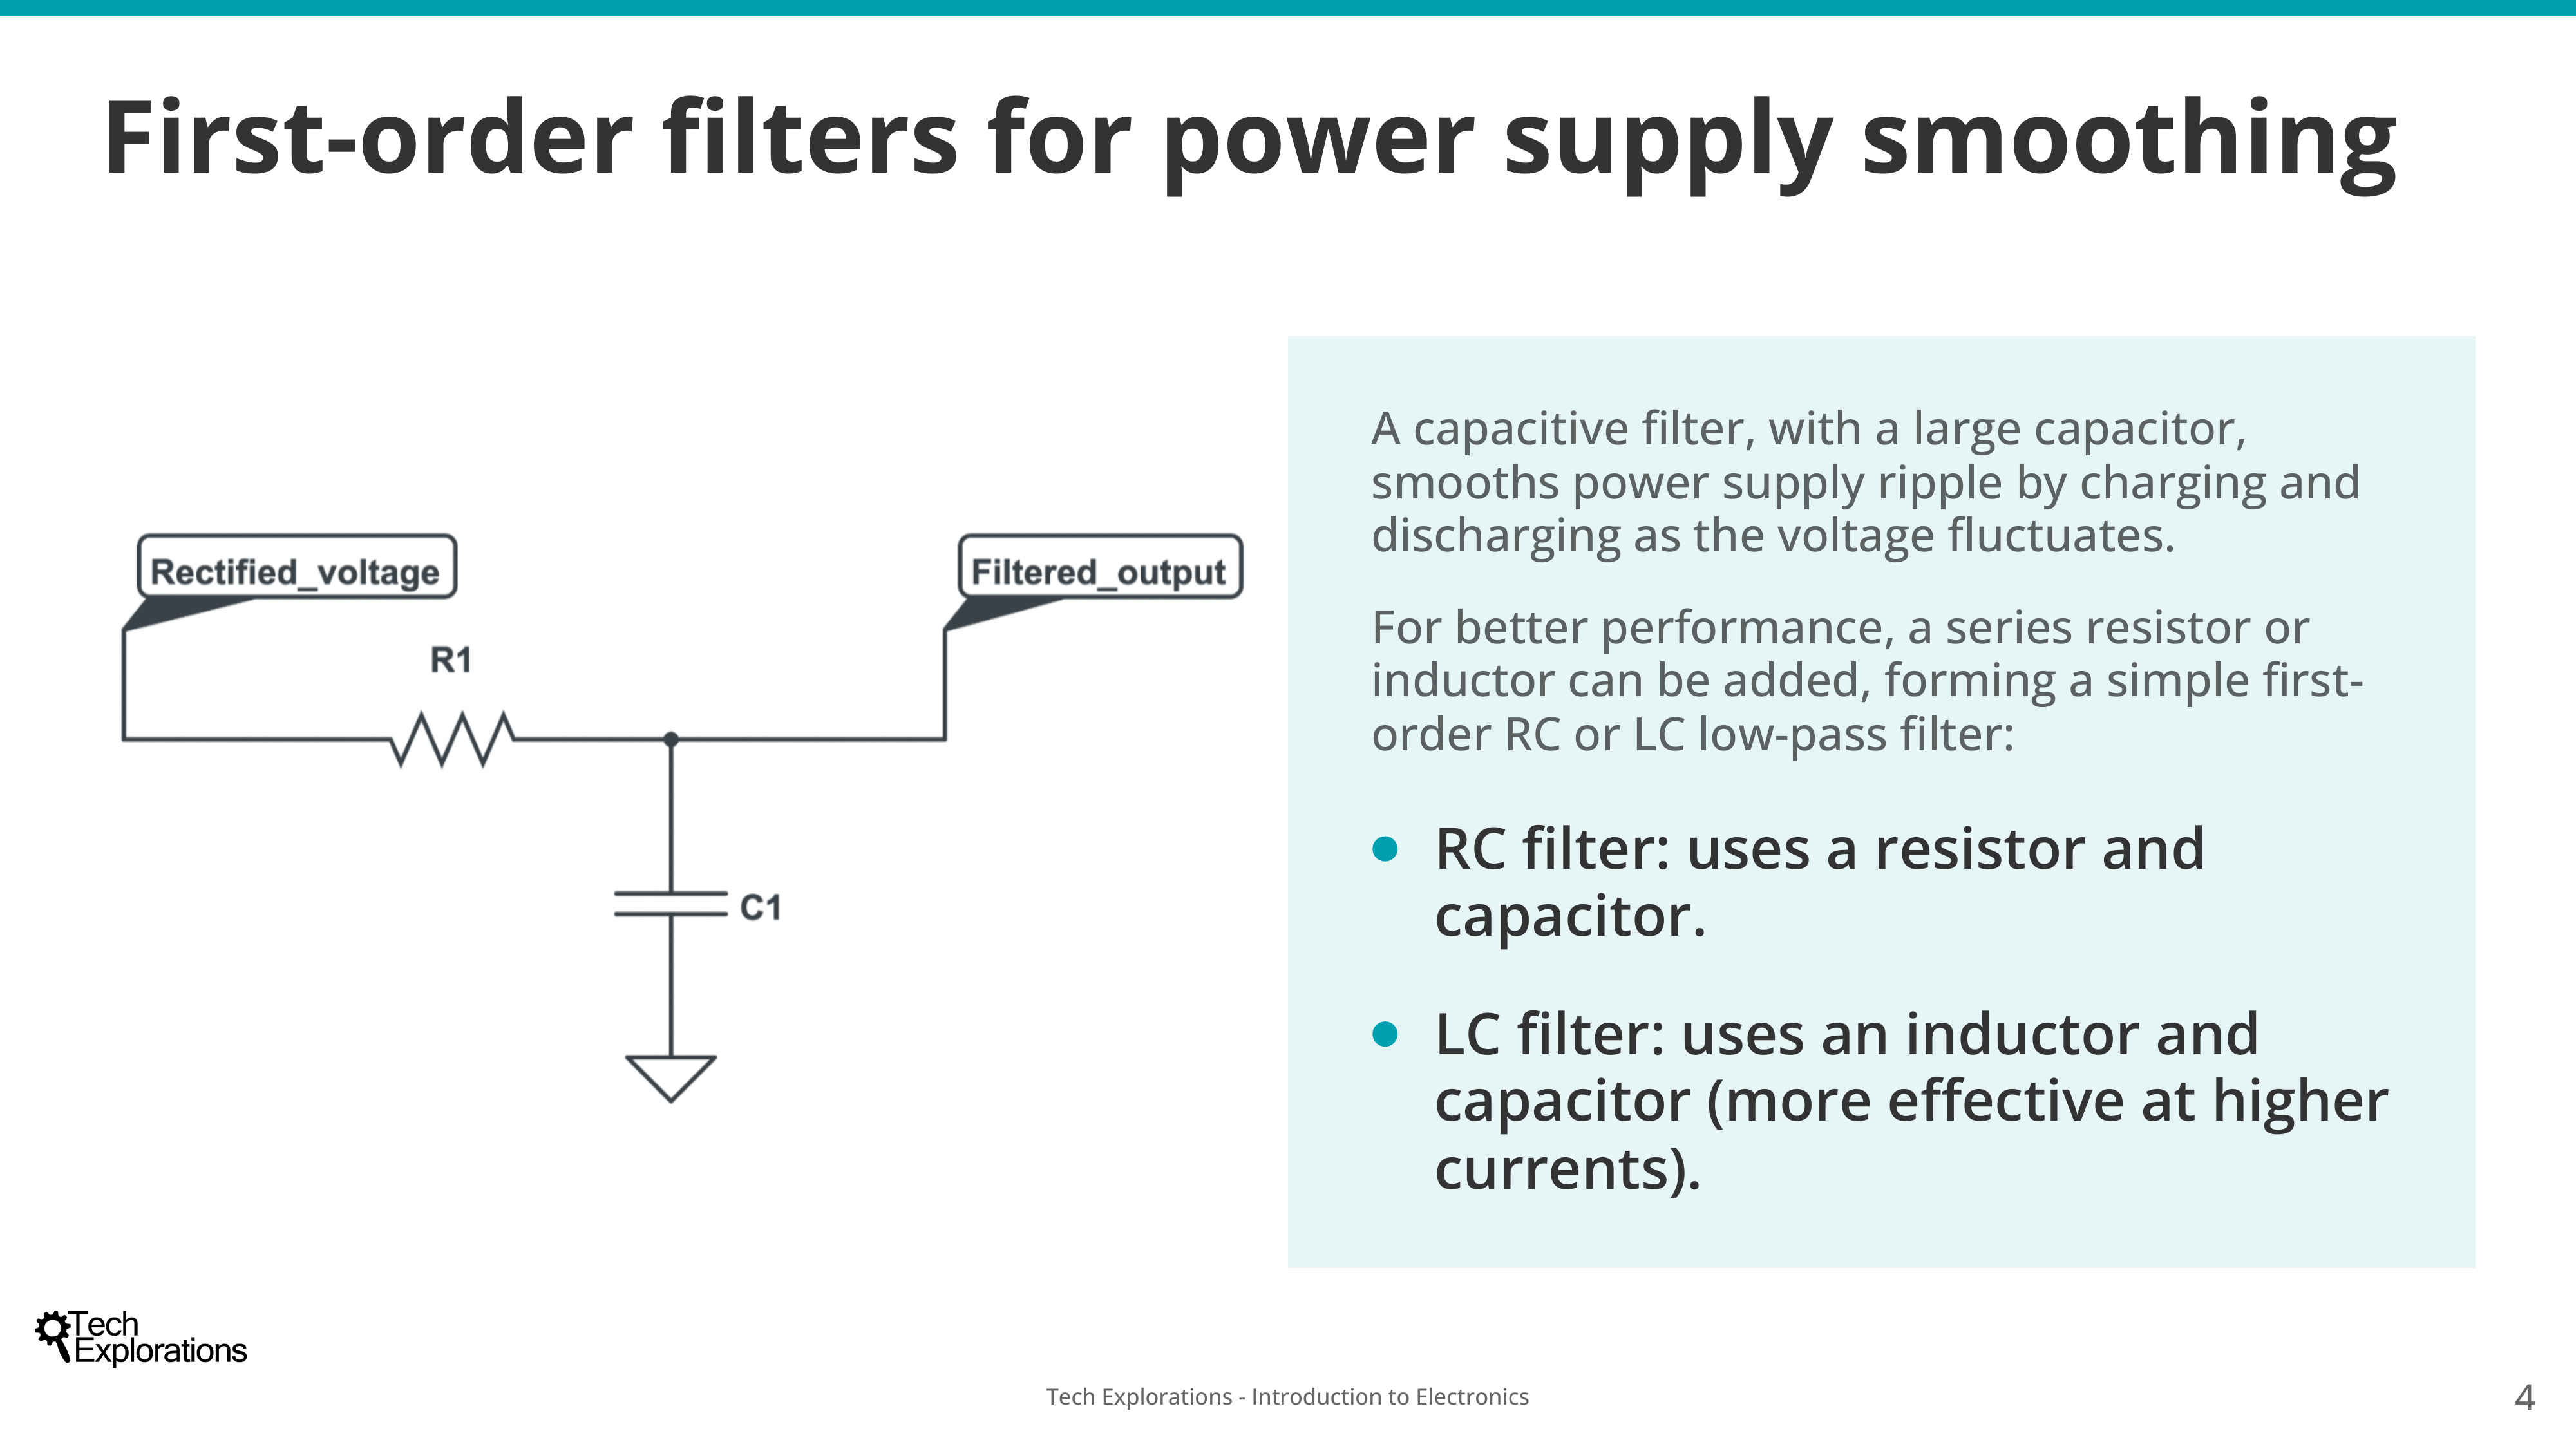 First-order filters for power supply smoothing
Rectified_voltage
Filtered_output
R1
C1
A capacitive filter, with a large capacitor,
smooths power supply ripple by charging and
discharging as the voltage fluctuates.
For better performance, a series resistor or
inductor can be added, forming a simple first-
order RC or LC low-pass filter:
RC filter: uses a resistor and
capacitor.
LC filter: uses an inductor and
capacitor (more effective at higher
currents).
Tech
Explorations
Tech Explorations - Introduction to Electronics
4